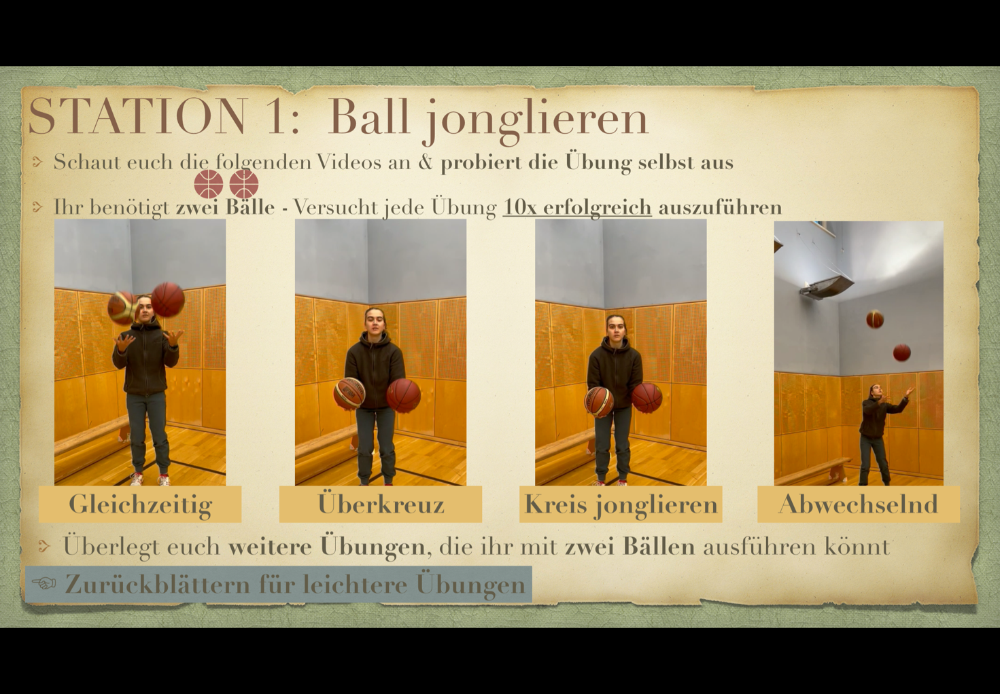 STATION 1: Ball jonglieren
Schaut euch die folgenden Videos an & probiert die Übung selbst aus
Ihr benötigt zwei Bälle - Versucht jede Übung 10x erfolgreich auszuführen
Gleichzeitig
Überkreuz
Kreis jonglieren
Abwechselnd
Überlegt euch weitere Übungen, die ihr mit zwei Bällen ausführen könnt
Zurückblättern für leichtere Übungen